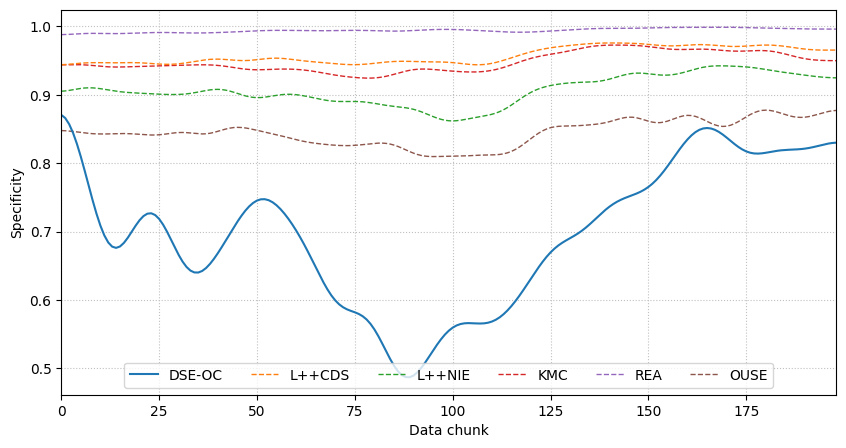 1.0
0.9
0.8
0.7
0.6
0.5
Specificity
DSE-OC L++CDS L++NIE KMC REA OUSE
0 25 50 75 100 125 150 175
Data chunk